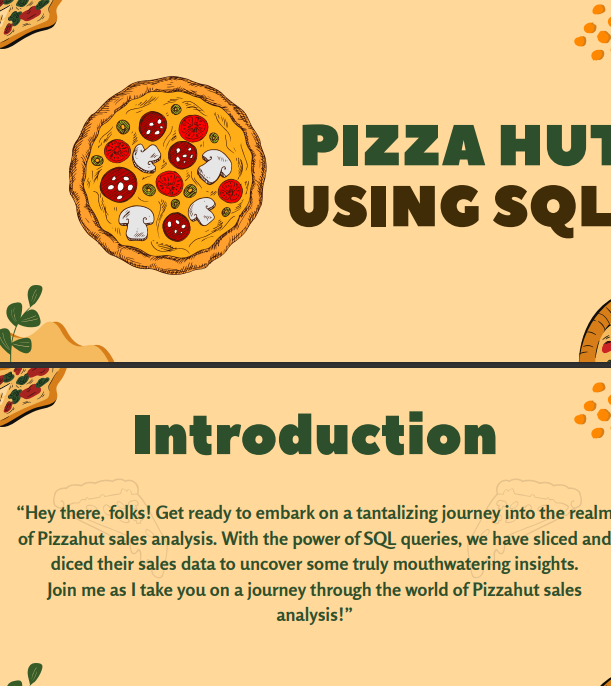 PIZZA HUT
USING SQL
Introduction
“Hey there, folks! Get ready to embark on a tantalizing journey into the realm
of Pizzahut sales analysis. With the power of SQL queries, we have sliced and
diced their sales data to uncover some truly mouthwatering insights.
Join me as I take you on a journey through the world of Pizzahut sales
analysis!”